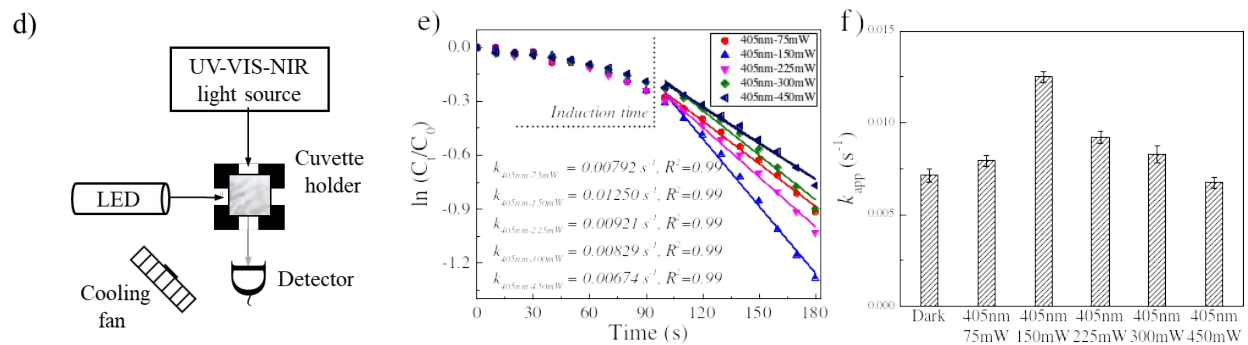 d)
UV-VIS-NIR
light source
Cuvette
holder
LED
Detector
Cooling
fan
e)
ln (Cₜ/C₀)
0.0
-0.3
-0.6
-0.9
-1.2
405nm-75mW
405nm-150mW
405nm-225mW
405nm-300mW
405nm-450mW
Induction time
k405nm-75mW = 0.00792 s⁻¹, R²=0.99
k405nm-150mW = 0.01250 s⁻¹, R²=0.99
k405nm-225mW = 0.00921 s⁻¹, R²=0.99
k405nm-300mW = 0.00829 s⁻¹, R²=0.99
k405nm-450mW = 0.00674 s⁻¹, R²=0.99
0 30 60 90 120 150 180
Time (s)
f)
kapp (s⁻¹)
0.015
0.010
0.005
0.000
Dark 405nm 405nm 405nm 405nm 405nm
75mW 150mW 225mW 300mW 450mW